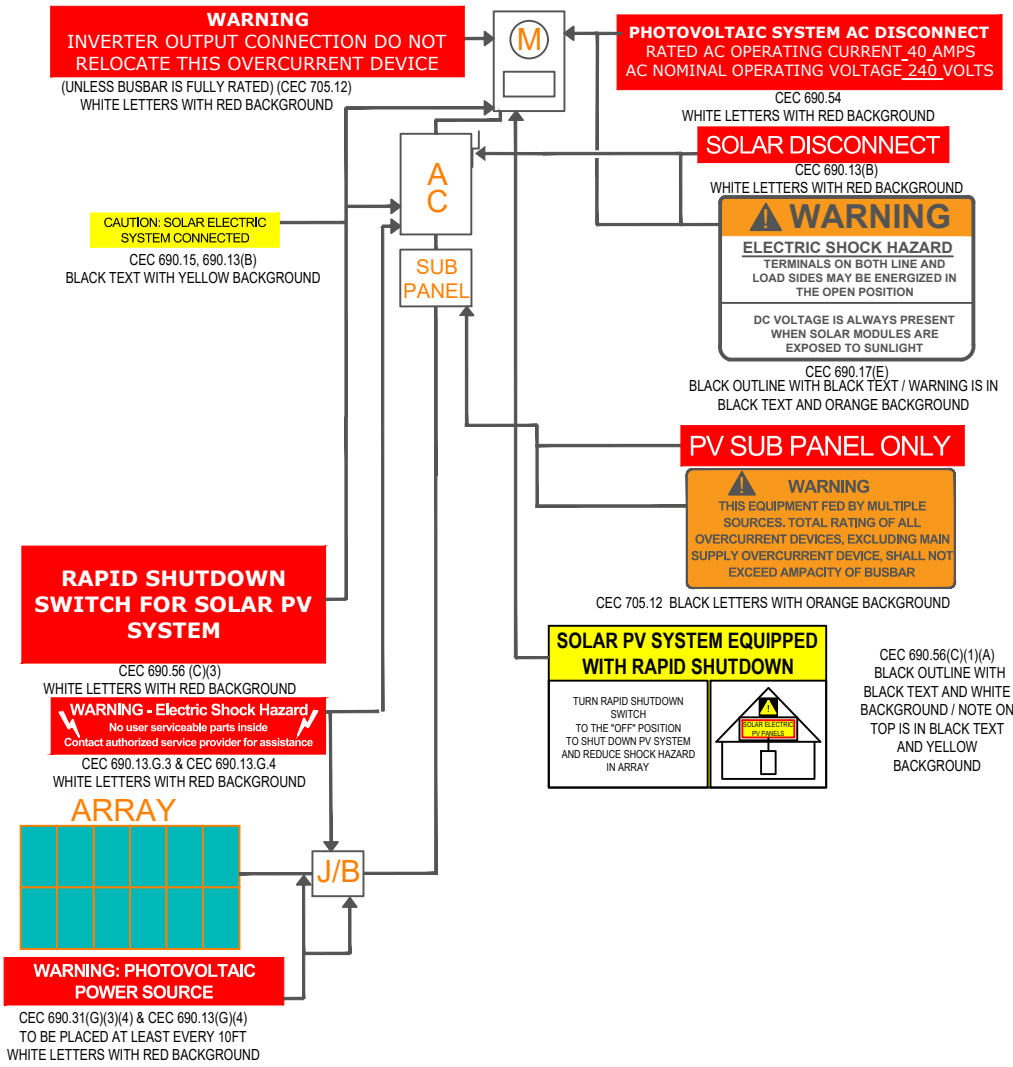 WARNING
INVERTER OUTPUT CONNECTION DO NOT
RELOCATE THIS OVERCURRENT DEVICE
(UNLESS BUSBAR IS FULLY RATED) (CEC 705.12)
WHITE LETTERS WITH RED BACKGROUND
M
PHOTOVOLTAIC SYSTEM AC DISCONNECT
RATED AC OPERATING CURRENT 40 AMPS
AC NOMINAL OPERATING VOLTAGE 240 VOLTS
CEC 690.54
WHITE LETTERS WITH RED BACKGROUND
SOLAR DISCONNECT
CEC 690.13(B)
WHITE LETTERS WITH RED BACKGROUND
A
C
CAUTION: SOLAR ELECTRIC
SYSTEM CONNECTED
CEC 690.15, 690.13(B)
BLACK TEXT WITH YELLOW BACKGROUND
SUB
PANEL
WARNING
ELECTRIC SHOCK HAZARD
TERMINALS ON BOTH LINE AND
LOAD SIDES MAY BE ENERGIZED IN
THE OPEN POSITION
DC VOLTAGE IS ALWAYS PRESENT
WHEN SOLAR MODULES ARE
EXPOSED TO SUNLIGHT
CEC 690.17(E)
BLACK OUTLINE WITH BLACK TEXT / WARNING IS IN
BLACK TEXT AND ORANGE BACKGROUND
PV SUB PANEL ONLY
WARNING
THIS EQUIPMENT FED BY MULTIPLE
SOURCES. TOTAL RATING OF ALL
OVERCURRENT DEVICES, EXCLUDING MAIN
SUPPLY OVERCURRENT DEVICE, SHALL NOT
EXCEED AMPACITY OF BUSBAR
CEC 705.12 BLACK LETTERS WITH ORANGE BACKGROUND
RAPID SHUTDOWN
SWITCH FOR SOLAR PV
SYSTEM
CEC 690.56 (C)(3)
WHITE LETTERS WITH RED BACKGROUND
WARNING - Electric Shock Hazard
No user serviceable parts inside
Contact authorized service provider for assistance
CEC 690.13.G.3 & CEC 690.13.G.4
WHITE LETTERS WITH RED BACKGROUND
SOLAR PV SYSTEM EQUIPPED
WITH RAPID SHUTDOWN
TURN RAPID SHUTDOWN
SWITCH
TO THE "OFF" POSITION
TO SHUT DOWN PV SYSTEM
AND REDUCE SHOCK HAZARD
IN ARRAY
SOLAR ELECTRIC
PV PANELS
CEC 690.56(C)(1)(A)
BLACK OUTLINE WITH
BLACK TEXT AND WHITE
BACKGROUND / NOTE ON
TOP IS IN BLACK TEXT
AND YELLOW
BACKGROUND
ARRAY
J/B
WARNING: PHOTOVOLTAIC
POWER SOURCE
CEC 690.31(G)(3)(4) & CEC 690.13(G)(4)
TO BE PLACED AT LEAST EVERY 10FT
WHITE LETTERS WITH RED BACKGROUND